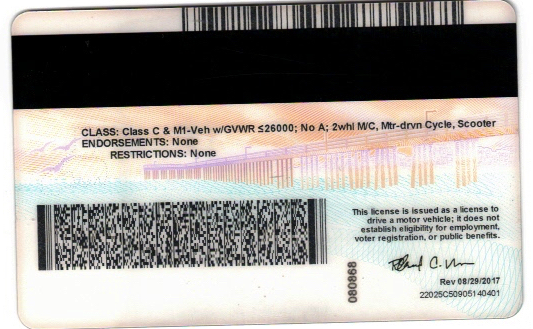 CLASS: Class C & M1-Veh w/GVWR ≤26000; No A; 2whl M/C, Mtr-drvn Cycle, Scooter
ENDORSEMENTS: None
RESTRICTIONS: None
This license is issued as a license to
drive a motor vehicle; it does not
establish eligibility for employment,
voter registration, or public benefits.
080868
Rev 08/29/2017
22025C50905140401